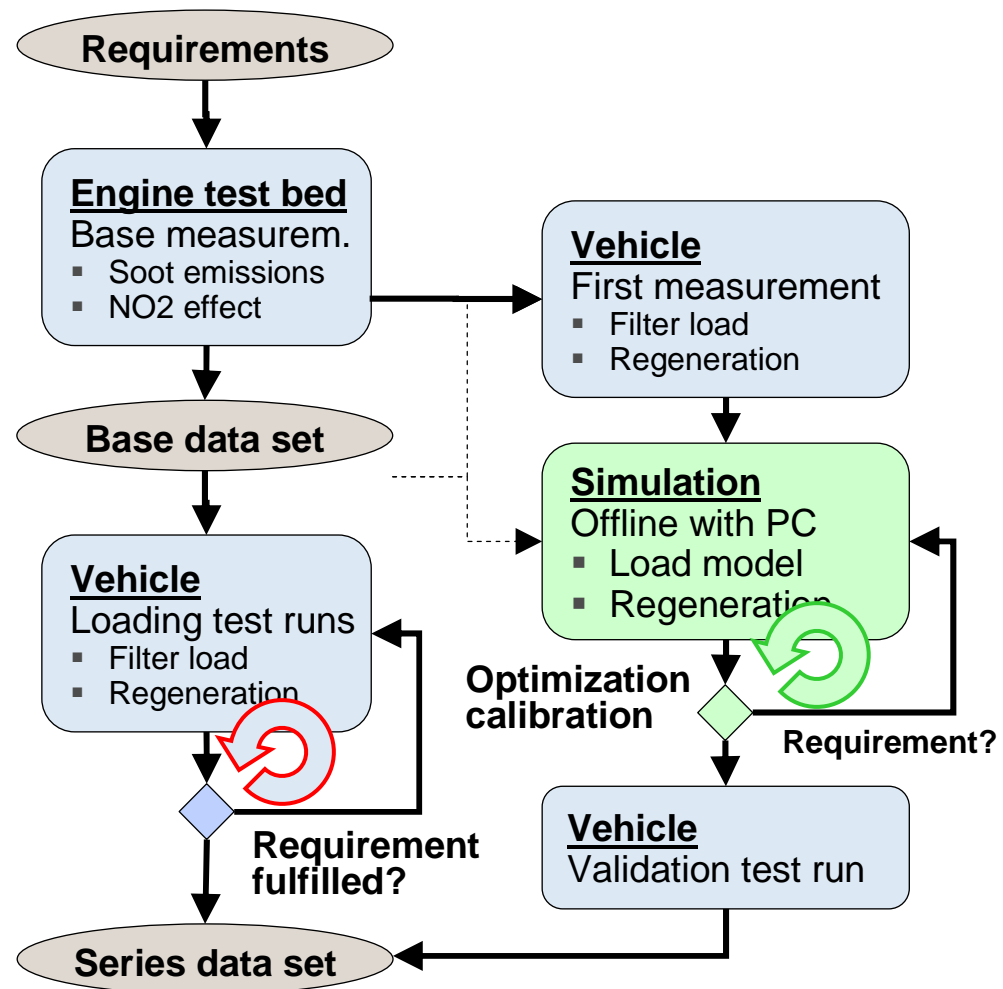 Requirements
Engine test bed
Base measurem.
▪ Soot emissions
▪ NO2 effect
Base data set
Vehicle
Loading test runs
▪ Filter load
▪ Regeneration
Requirement
fulfilled?
Series data set
Vehicle
First measurement
▪ Filter load
▪ Regeneration
Simulation
Offline with PC
▪ Load model
▪ Regeneration
Optimization
calibration
Requirement?
Vehicle
Validation test run